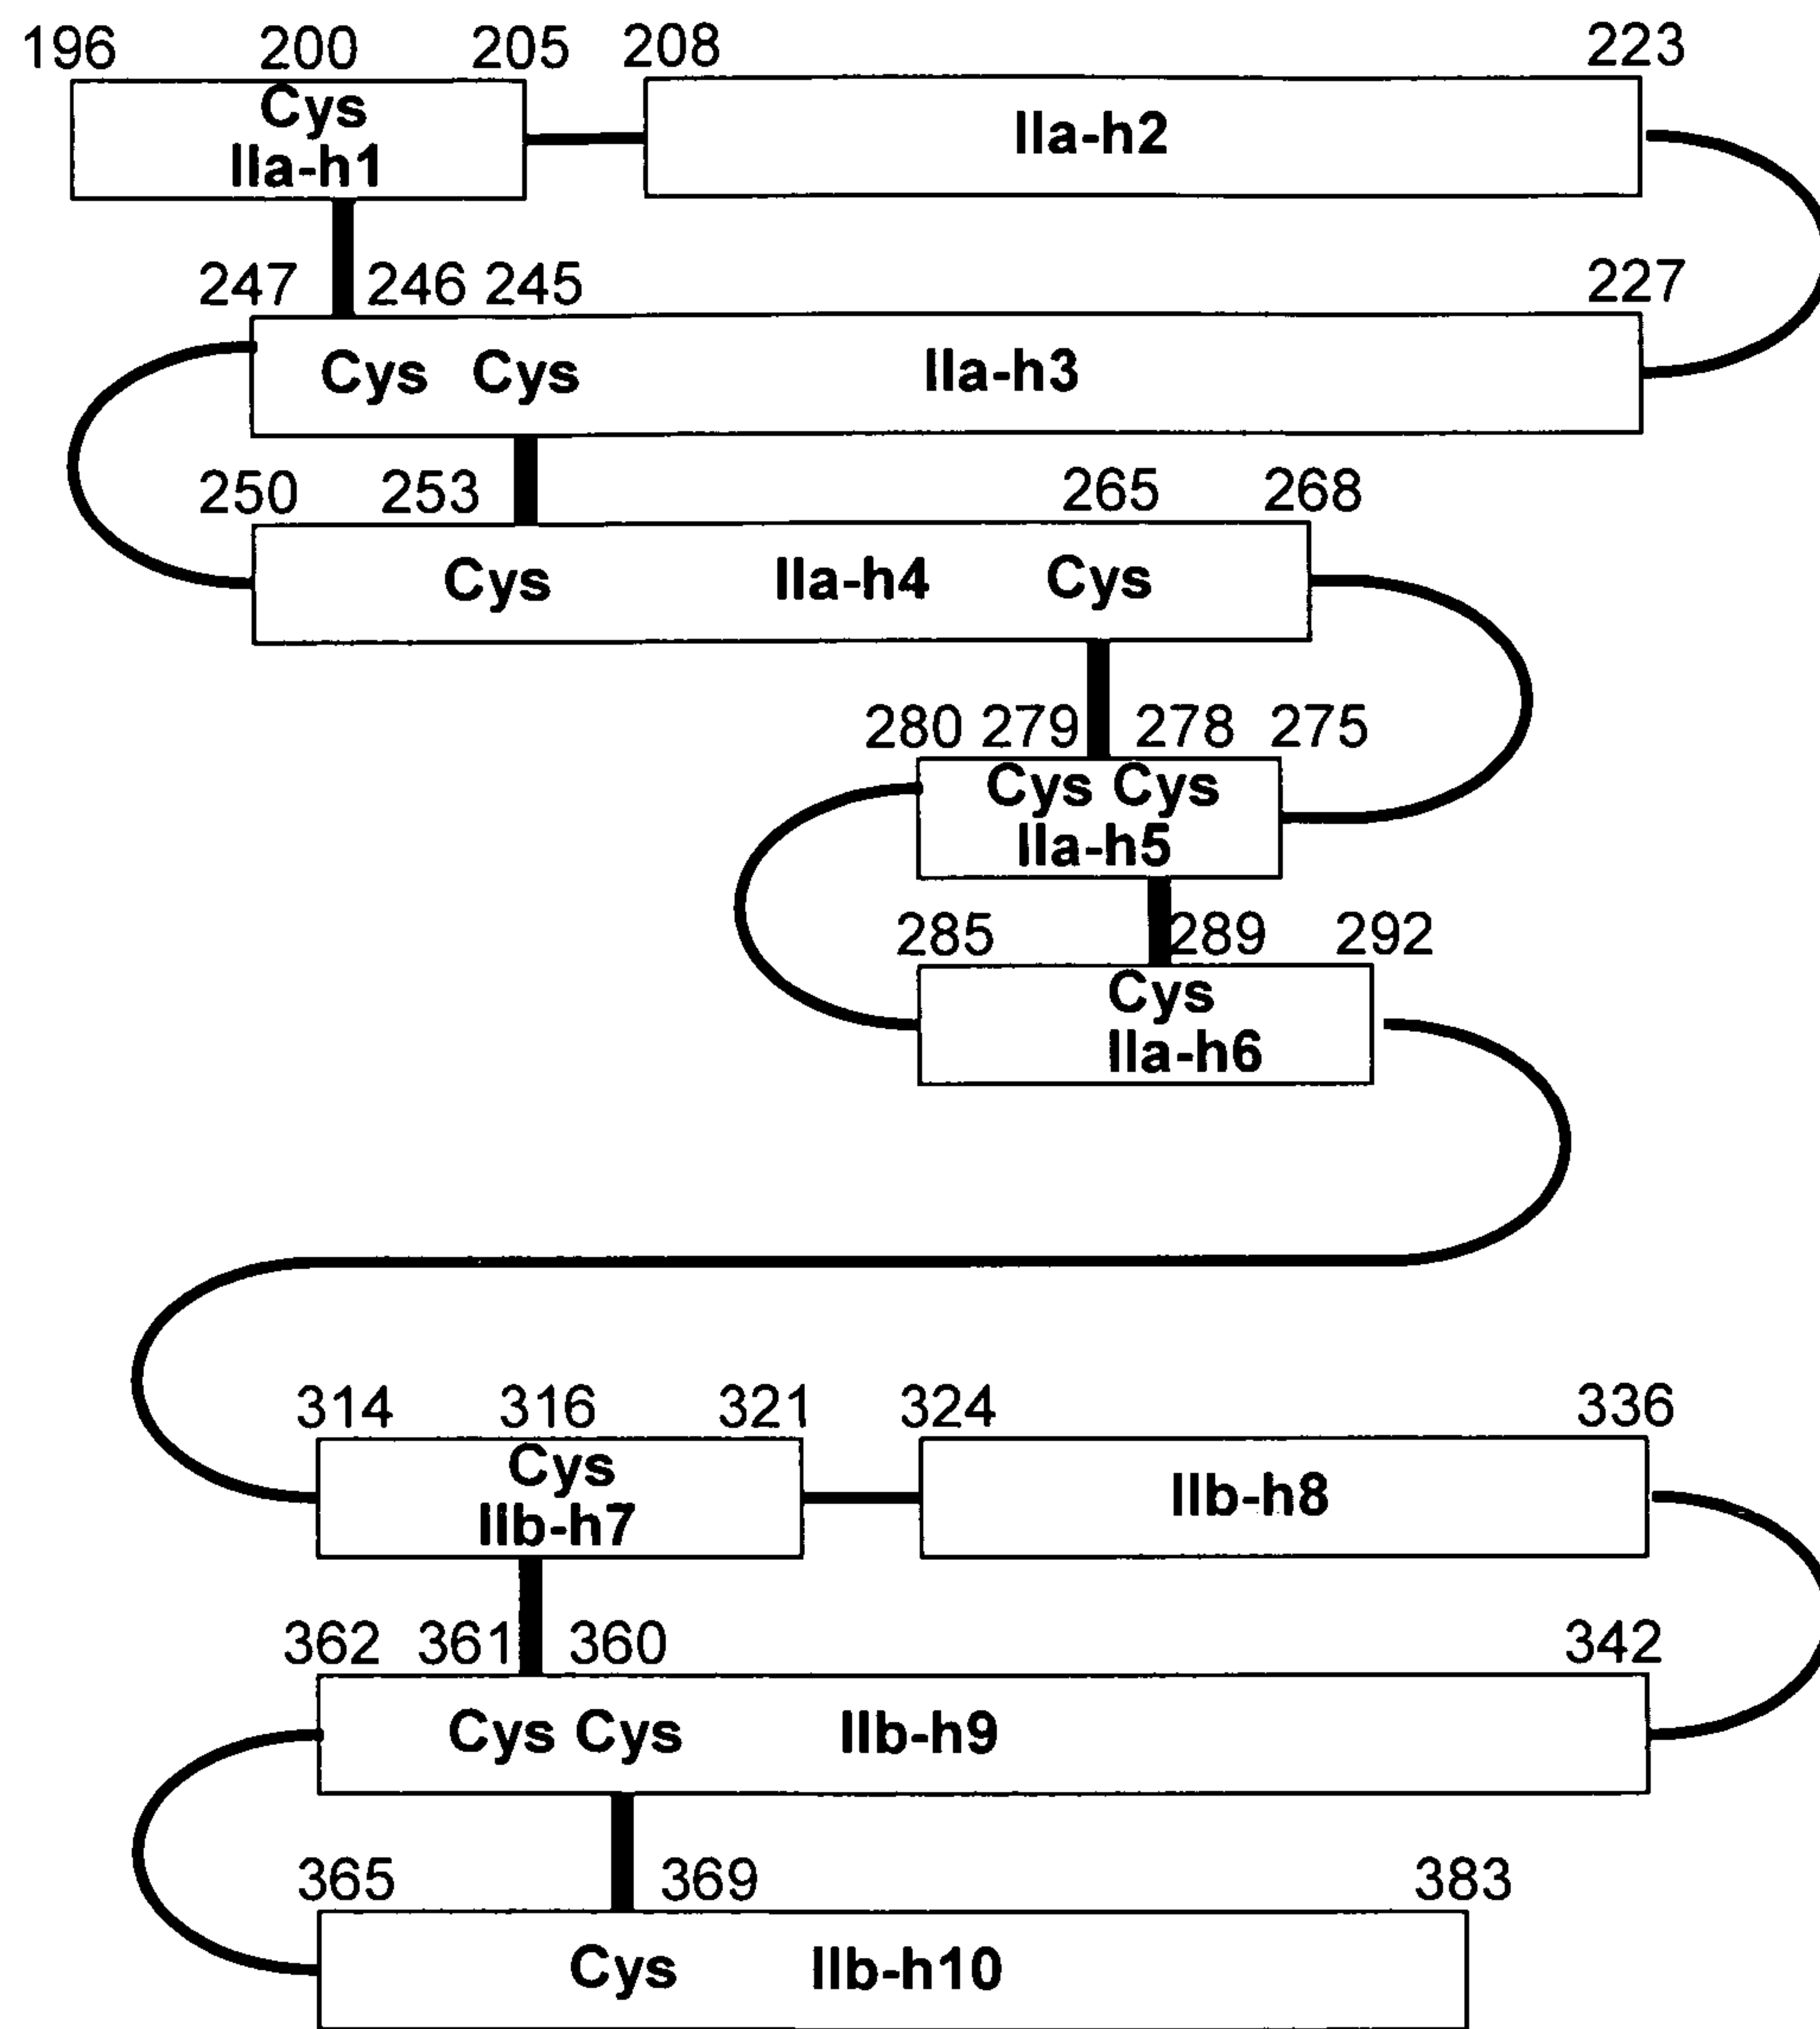 196 200 205 208 223
Cys
IIa-h1 IIa-h2
247 246 245 227
Cys Cys IIa-h3
250 253 265 268
Cys IIa-h4 Cys
280 279 278 275
Cys Cys
IIa-h5
285 289 292
Cys
IIa-h6
314 316 321 324 336
Cys
IIb-h7 IIb-h8
362 361 360 342
Cys Cys IIb-h9
365 369 383
Cys IIb-h10